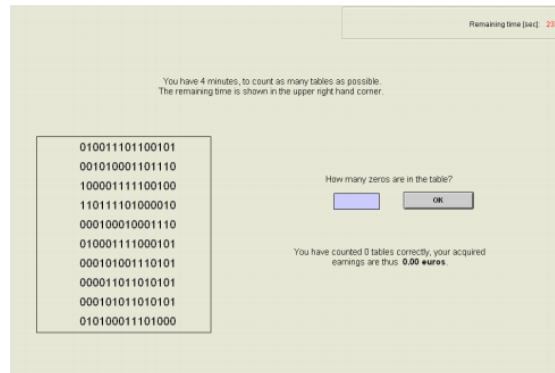 Remaining time [sec]: 23
You have 4 minutes, to count as many tables as possible.
The remaining time is shown in the upper right hand corner.
010011101100101
001010001101110
100001111100100
110111101000010
000100010001110
010001111000101
000101001110101
000011011010101
000101011010101
010100011101000
How many zeros are in the table?
OK
You have counted 0 tables correctly, your acquired
earnings are thus 0.00 euros.